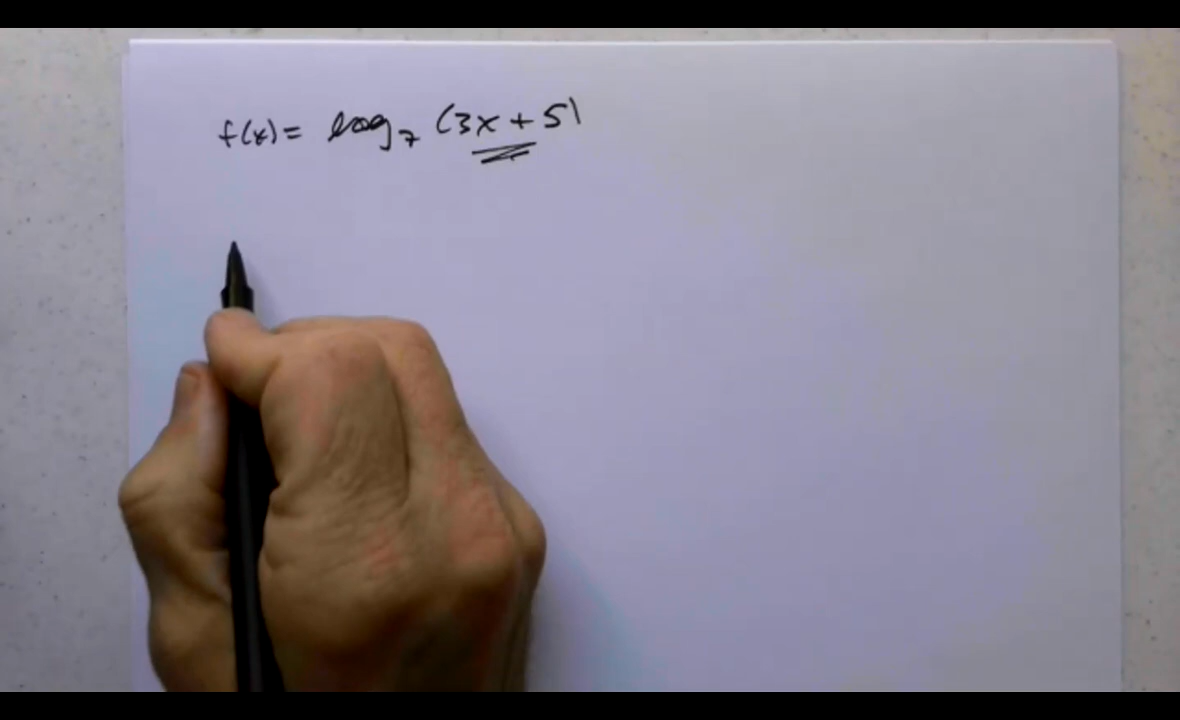 f(x) = log₇ (3x + 5)